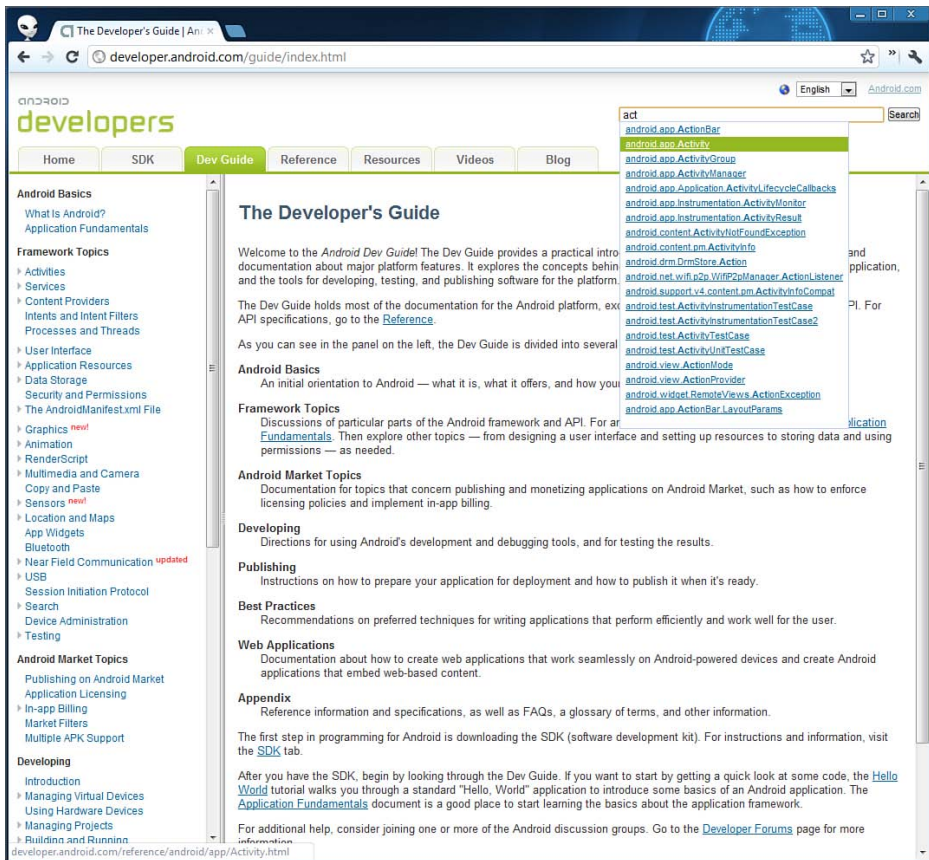 The Developer's Guide | An
developer.android.com/guide/index.html
English
Android.com
android
developers
act
Search
Home
SDK
Dev Guide
Reference
Resources
Videos
Blog
android.app.ActionBar
android.app.Activity
android.app.ActivityGroup
android.app.ActivityManager
android.app.Application.ActivityLifecycleCallbacks
android.app.Instrumentation.ActivityMonitor
android.app.Instrumentation.ActivityResult
android.content.ActivityNotFoundException
android.content.pm.ActivityInfo
android.drm.DrmStore.Action
android.net.wifi.p2p.WifiP2pManager.ActionListener
android.support.v4.content.pm.ActivityInfoCompat
android.test.ActivityInstrumentationTestCase
android.test.ActivityInstrumentationTestCase2
android.test.ActivityTestCase
android.test.ActivityUnitTestCase
android.view.ActionMode
android.view.ActionProvider
android.widget.RemoteViews.ActionException
android.app.ActionBar.LayoutParams
Android Basics
What Is Android?
Application Fundamentals
Framework Topics
Activities
Services
Content Providers
Intents and Intent Filters
Processes and Threads
User Interface
Application Resources
Data Storage
Security and Permissions
The AndroidManifest.xml File
Graphics new!
Animation
RenderScript
Multimedia and Camera
Copy and Paste
Sensors new!
Location and Maps
App Widgets
Bluetooth
Near Field Communication updated
USB
Session Initiation Protocol
Search
Device Administration
Testing
Android Market Topics
Publishing on Android Market
Application Licensing
In-app Billing
Market Filters
Multiple APK Support
Developing
Introduction
Managing Virtual Devices
Using Hardware Devices
Managing Projects
Building and Running
developer.android.com/reference/android/app/Activity.html
The Developer's Guide
Welcome to the Android Dev Guide! The Dev Guide provides a practical intro and
documentation about major platform features. It explores the concepts behin pplication,
and the tools for developing, testing, and publishing software for the platform.
The Dev Guide holds most of the documentation for the Android platform, exc PI. For
API specifications, go to the Reference.
As you can see in the panel on the left, the Dev Guide is divided into several
Android Basics
An initial orientation to Android — what it is, what it offers, and how your
Framework Topics
Discussions of particular parts of the Android framework and API. For an plication
Fundamentals. Then explore other topics — from designing a user interface and setting up resources to storing data and using
permissions — as needed.
Android Market Topics
Documentation for topics that concern publishing and monetizing applications on Android Market, such as how to enforce
licensing policies and implement in-app billing.
Developing
Directions for using Android's development and debugging tools, and for testing the results.
Publishing
Instructions on how to prepare your application for deployment and how to publish it when it's ready.
Best Practices
Recommendations on preferred techniques for writing applications that perform efficiently and work well for the user.
Web Applications
Documentation about how to create web applications that work seamlessly on Android-powered devices and create Android
applications that embed web-based content.
Appendix
Reference information and specifications, as well as FAQs, a glossary of terms, and other information.
The first step in programming for Android is downloading the SDK (software development kit). For instructions and information, visit
the SDK tab.
After you have the SDK, begin by looking through the Dev Guide. If you want to start by getting a quick look at some code, the Hello
World tutorial walks you through a standard "Hello, World" application to introduce some basics of an Android application. The
Application Fundamentals document is a good place to start learning the basics about the application framework.
For additional help, consider joining one or more of the Android discussion groups. Go to the Developer Forums page for more
information.